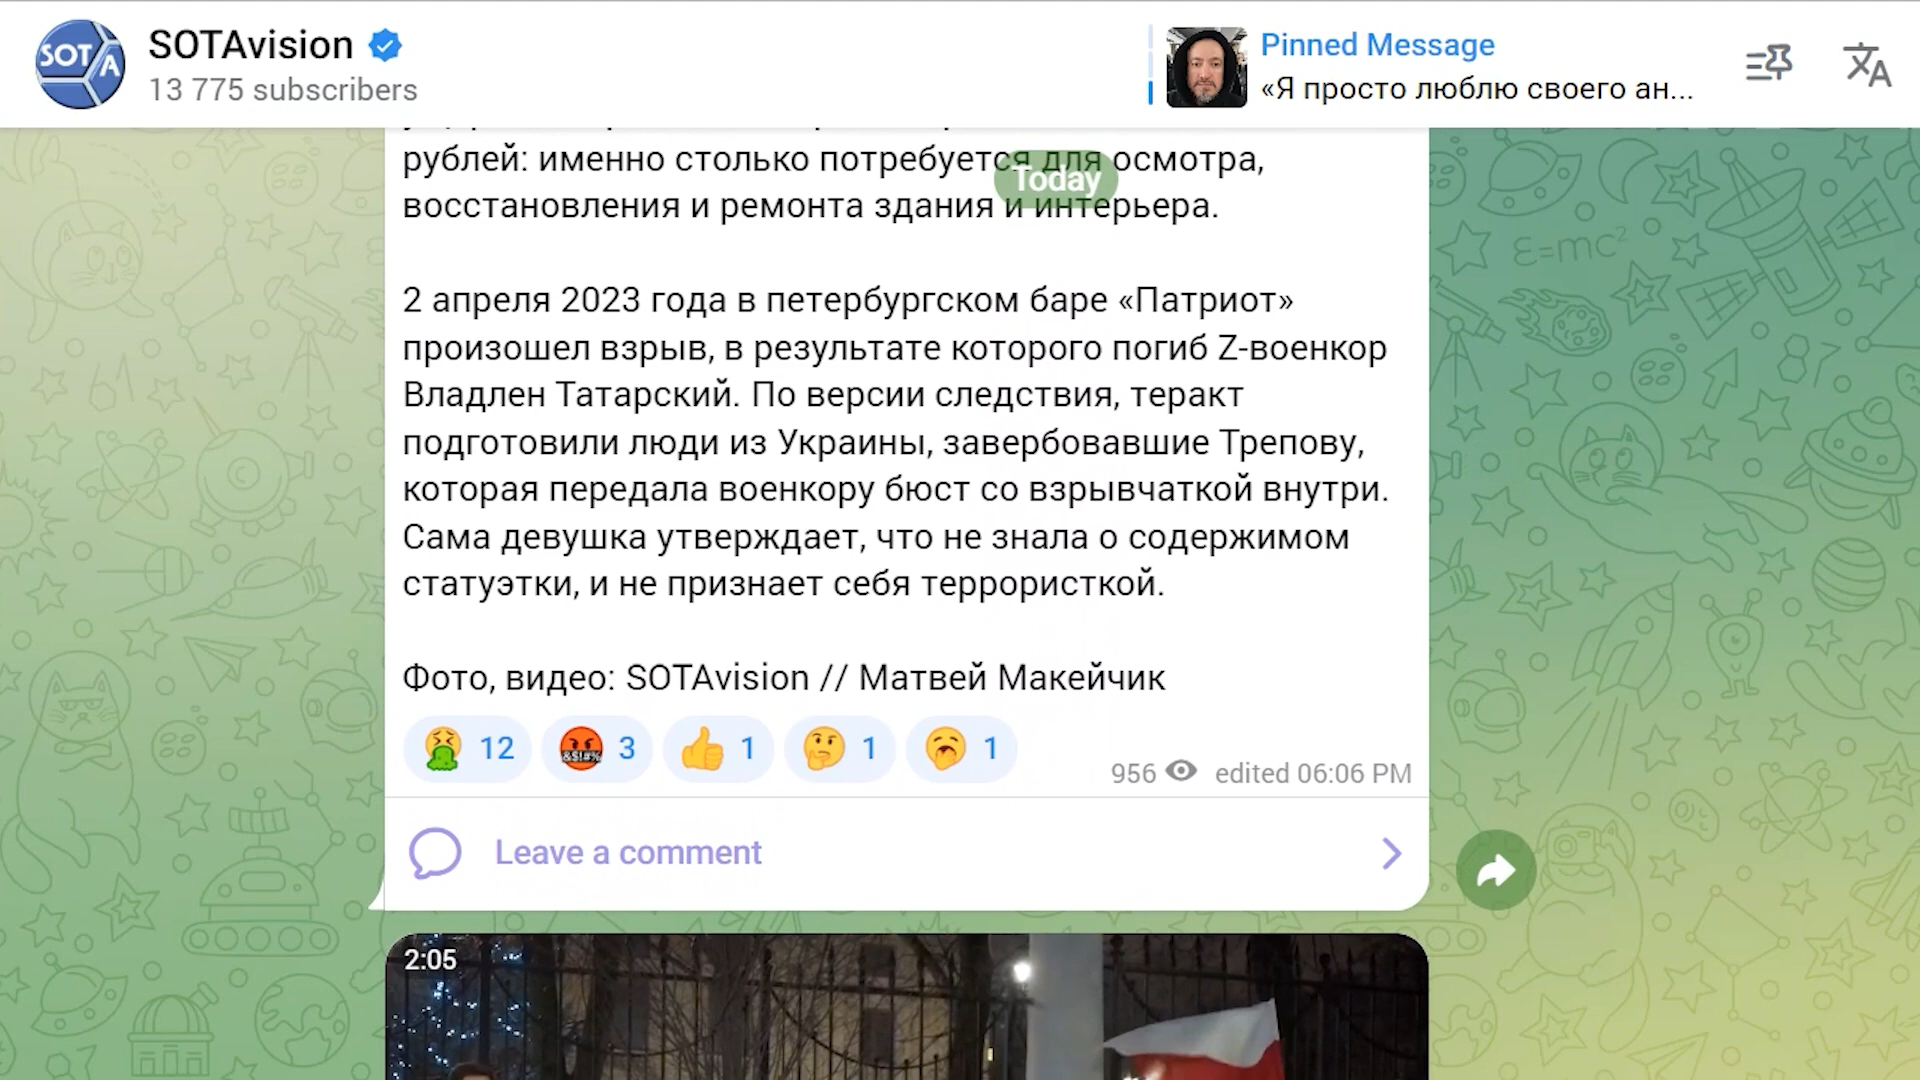 SOTA
SOTAvision
13 775 subscribers
Pinned Message
«Я просто люблю своего ан...
рублей: именно столько потребуется для осмотра,
Today
восстановления и ремонта здания и интерьера.
2 апреля 2023 года в петербургском баре «Патриот»
произошел взрыв, в результате которого погиб Z-военкор
Владлен Татарский. По версии следствия, теракт
подготовили люди из Украины, завербовавшие Трепову,
которая передала военкору бюст со взрывчаткой внутри.
Сама девушка утверждает, что не знала о содержимом
статуэтки, и не признает себя террористкой.
Фото, видео: SOTAvision // Матвей Макейчик
12 3 1 1 1
956 edited 06:06 PM
Leave a comment
2:05
ε=mc²